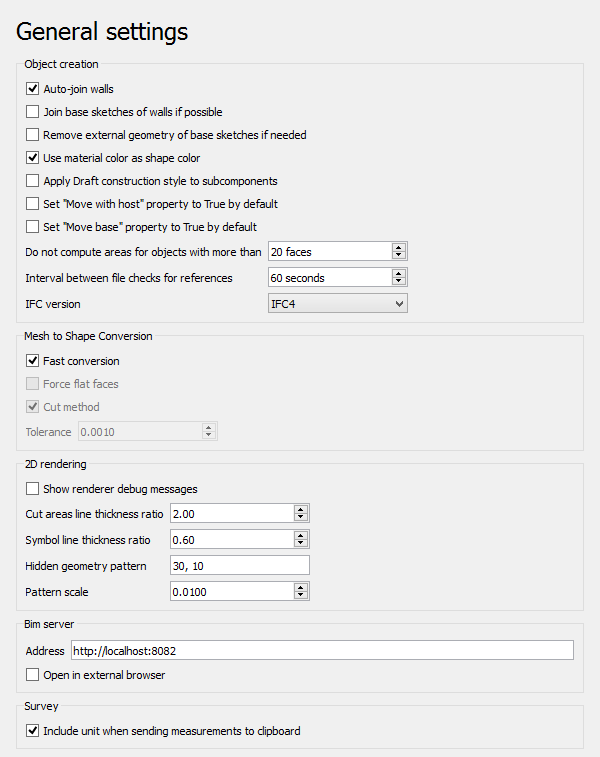 General settings
Object creation
Auto-join walls
Join base sketches of walls if possible
Remove external geometry of base sketches if needed
Use material color as shape color
Apply Draft construction style to subcomponents
Set "Move with host" property to True by default
Set "Move base" property to True by default
Do not compute areas for objects with more than 20 faces
Interval between file checks for references 60 seconds
IFC version IFC4
Mesh to Shape Conversion
Fast conversion
Force flat faces
Cut method
Tolerance 0.0010
2D rendering
Show renderer debug messages
Cut areas line thickness ratio 2.00
Symbol line thickness ratio 0.60
Hidden geometry pattern 30, 10
Pattern scale 0.0100
Bim server
Address http://localhost:8082
Open in external browser
Survey
Include unit when sending measurements to clipboard